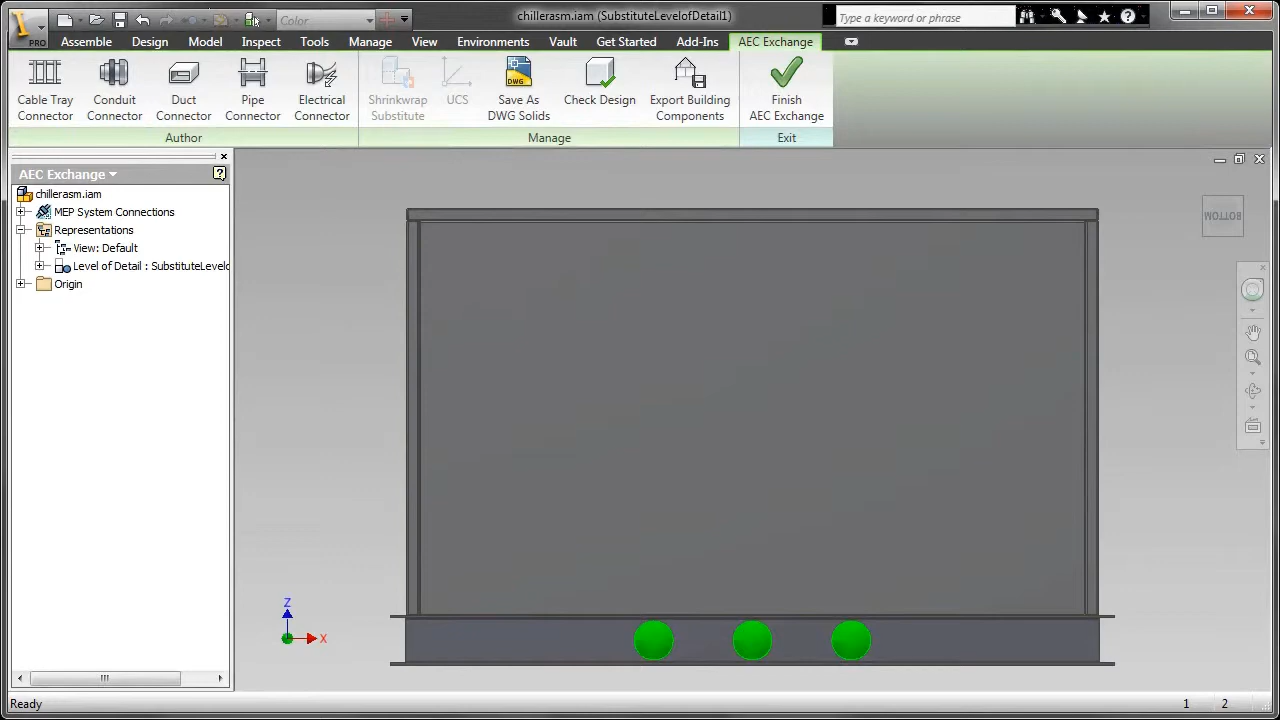 Color
chillerasm.iam (SubstituteLevelofDetail1)
Type a keyword or phrase
PRO
Assemble Design Model Inspect Tools Manage View Environments Vault Get Started Add-Ins AEC Exchange
Cable Tray Connector
Conduit Connector
Duct Connector
Pipe Connector
Electrical Connector
Shrinkwrap Substitute
UCS
DWG
Save As DWG Solids
Check Design
Export Building Components
Finish AEC Exchange
Author Manage Exit
AEC Exchange
chillerasm.iam
MEP System Connections
Representations
View: Default
Level of Detail : SubstituteLevelo
Origin
BOTTOM
Z
X
Ready 1 2